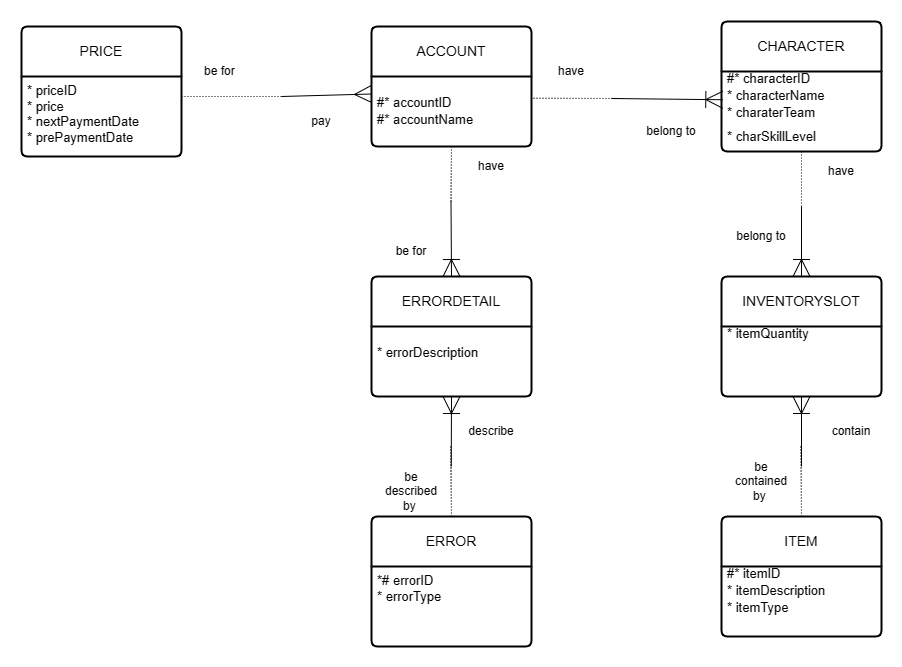 PRICE
* priceID
* price
* nextPaymentDate
* prePaymentDate
be for
pay
ACCOUNT
#* accountID
#* accountName
have
belong to
CHARACTER
#* characterID
* characterName
* charaterTeam
* charSkillLevel
have
be for
have
belong to
ERRORDETAIL
* errorDescription
INVENTORYSLOT
* itemQuantity
describe
be
described
by
contain
be
contained
by
ERROR
*# errorID
* errorType
ITEM
#* itemID
* itemDescription
* itemType